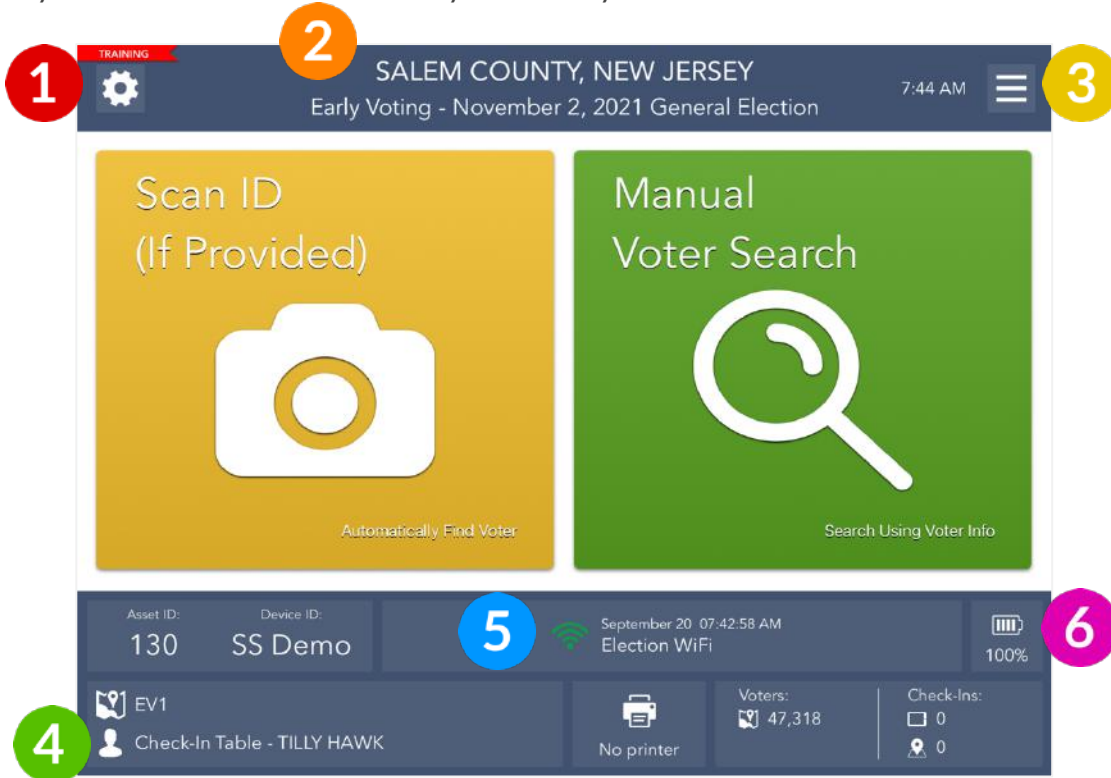 2
TRAINING
1
SALEM COUNTY, NEW JERSEY
7:44 AM
3
Early Voting - November 2, 2021 General Election
Scan ID
(If Provided)
Automatically Find Voter
Manual
Voter Search
Search Using Voter Info
Asset ID:
130
Device ID:
SS Demo
5
September 20 07:42:58 AM
Election WiFi
100%
6
EV1
4
Check-In Table - TILLY HAWK
No printer
Voters:
47,318
Check-Ins:
0
0